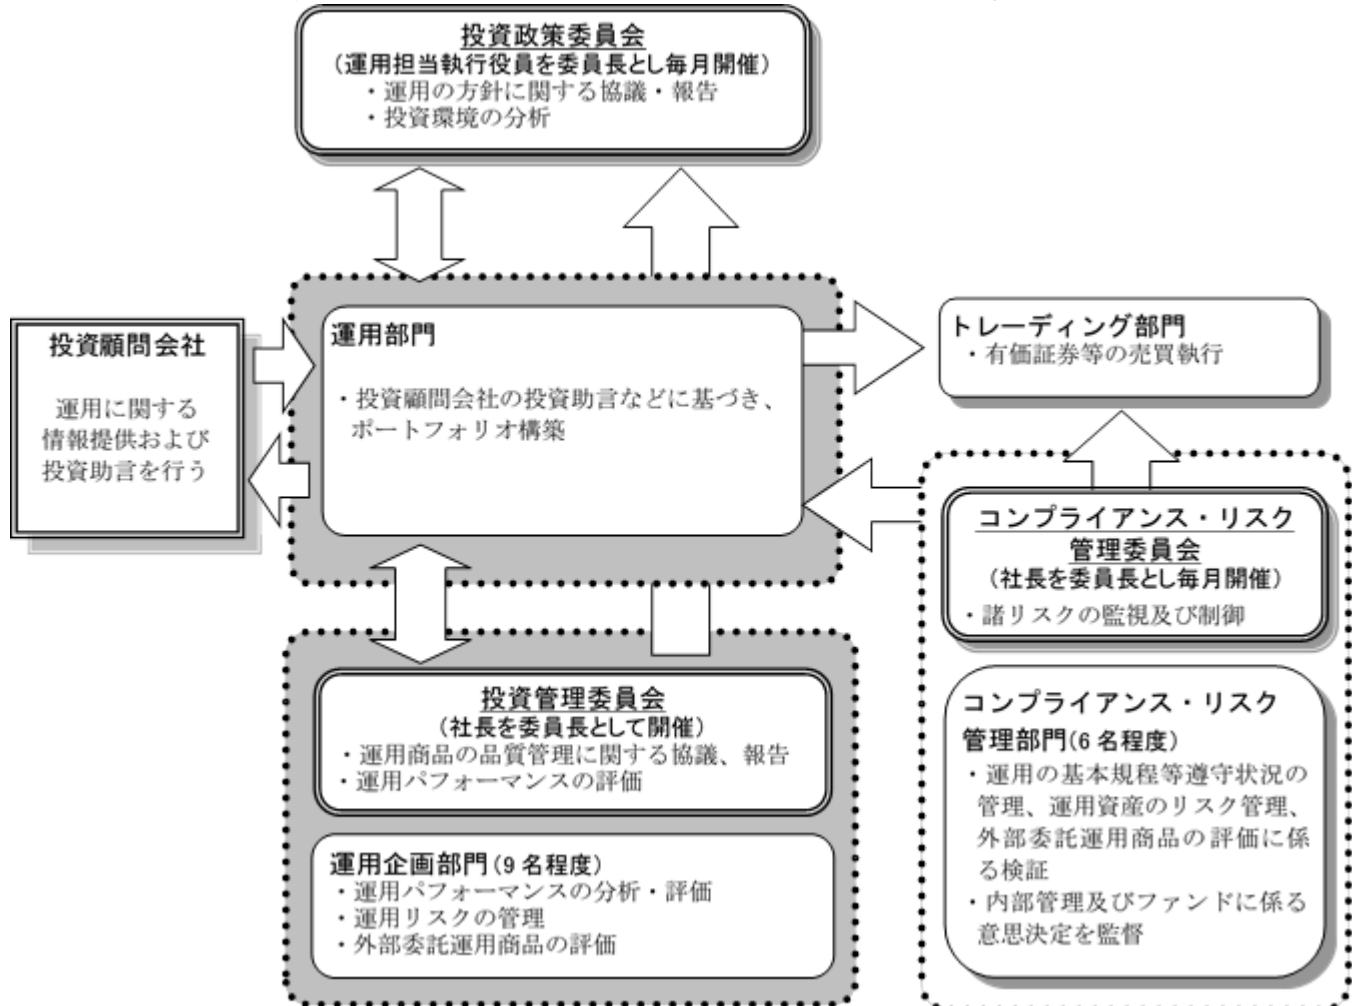 投資政策委員会
（運用担当執行役員を委員長とし毎月開催）
・運用の方針に関する協議・報告
・投資環境の分析
投資顧問会社
運用に関する
情報提供および
投資助言を行う
運用部門
・投資顧問会社の投資助言などに基づき、
ポートフォリオ構築
トレーディング部門
・有価証券等の売買執行
コンプライアンス・リスク
管理委員会
（社長を委員長とし毎月開催）
・諸リスクの監視及び制御
コンプライアンス・リスク
管理部門（6 名程度）
・運用の基本規程等遵守状況の
管理、運用資産のリスク管理、
外部委託運用商品の評価に係
る検証
・内部管理及びファンドに係る
意思決定を監督
投資管理委員会
（社長を委員長として開催）
・運用商品の品質管理に関する協議、報告
・運用パフォーマンスの評価
運用企画部門（9 名程度）
・運用パフォーマンスの分析・評価
・運用リスクの管理
・外部委託運用商品の評価